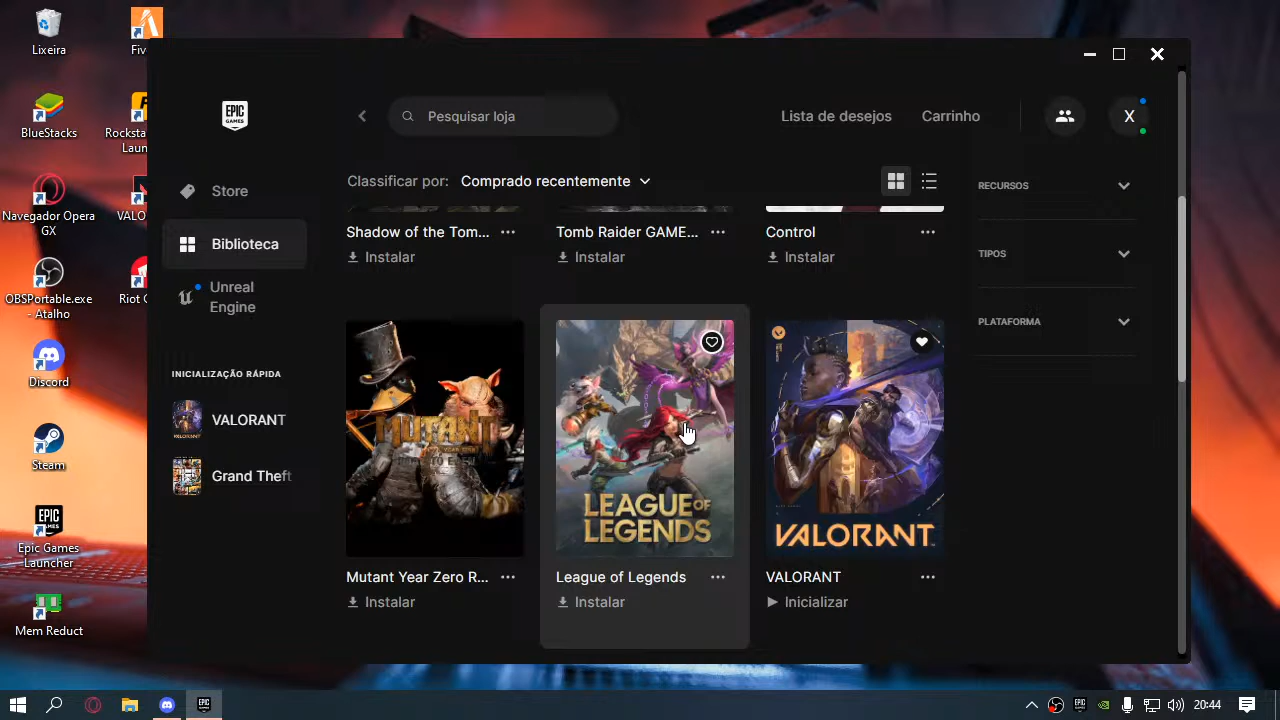 Lixeira
Fiv
BlueStacks
Rocksta
Laun
Navegador Opera
GX
VALO
OBSPortable.exe
- Atalho
Riot G
Discord
Steam
Epic Games
Launcher
Mem Reduct
EPIC
GAMES
Pesquisar loja
Lista de desejos
Carrinho
X
Store
Biblioteca
Unreal
Engine
INICIALIZAÇÃO RÁPIDA
VALORANT
Grand Theft
Classificar por: Comprado recentemente
RECURSOS
TIPOS
PLATAFORMA
Shadow of the Tom...
Instalar
Tomb Raider GAME...
Instalar
Control
Instalar
MUTANT
Mutant Year Zero R...
Instalar
LEAGUE OF
LEGENDS
League of Legends
Instalar
VALORANT
VALORANT
Inicializar
20:44